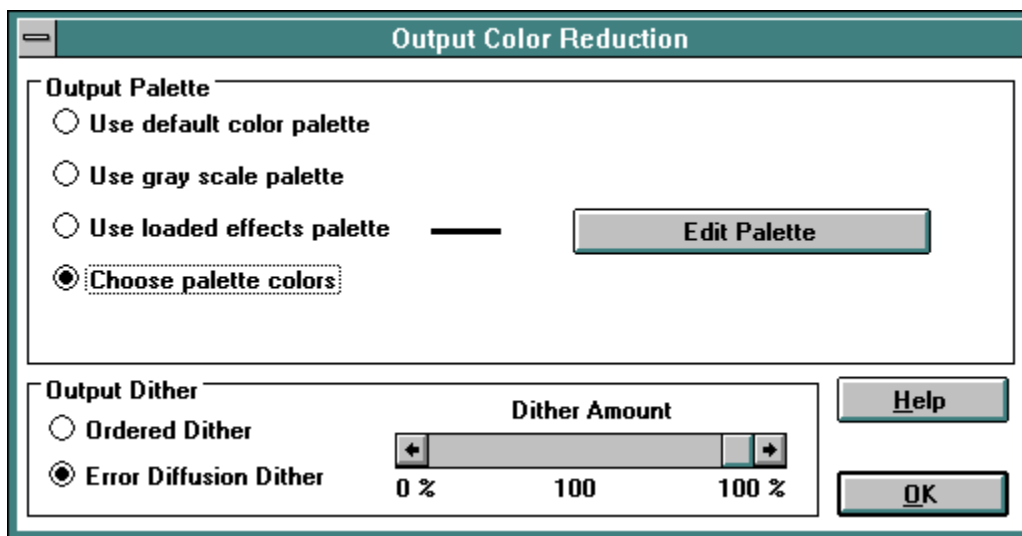 Output Color Reduction
Output Palette
Use default color palette
Use gray scale palette
Use loaded effects palette
Edit Palette
Choose palette colors
Output Dither
Ordered Dither
Error Diffusion Dither
Dither Amount
0 % 100 100 %
Help
OK